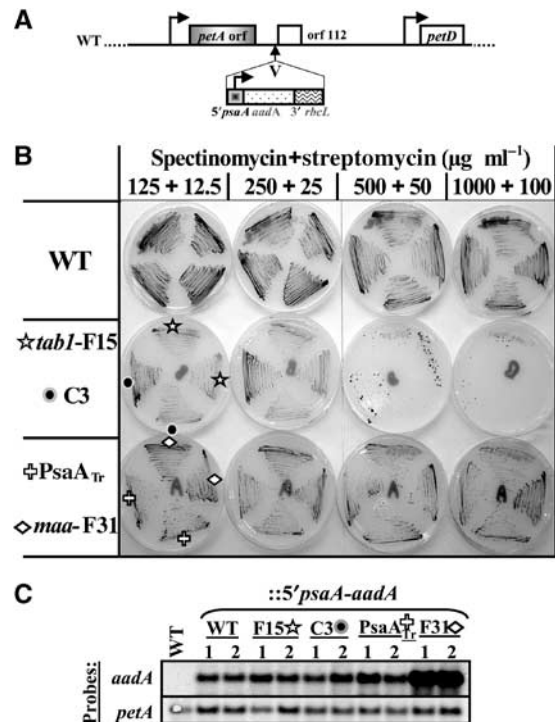 A
WT
petA orf
orf 112
petD
V
5'psaA aadA 3' rbcL
B
Spectinomycin+streptomycin (µg ml−1)
125 + 12.5 250 + 25 500 + 50 1000 + 100
WT
☆tab1-F15
C3
D
PsaATr
A A A A
maa-F31
C
::5'psaA-aadA
WT WT F15☆ C3 PsaATr F31◇
1 2 1 2 1 2 1 2 1 2
Probes:
aadA
petA